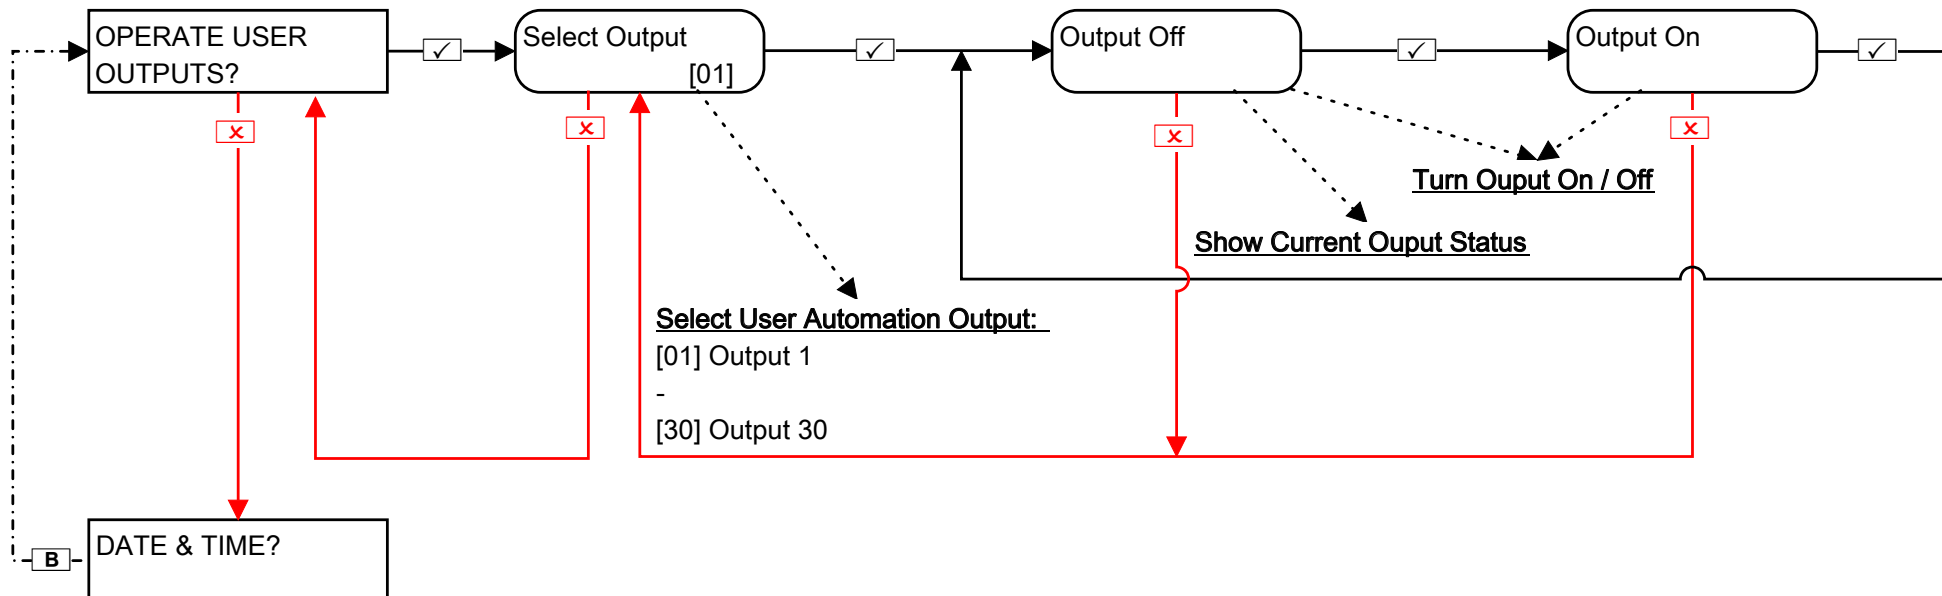 OPERATE USER
OUTPUTS?
Select Output
[01]
Output Off
Output On
Turn Ouput On / Off
Show Current Ouput Status
Select User Automation Output:
[01] Output 1
-
[30] Output 30
DATE & TIME?
B